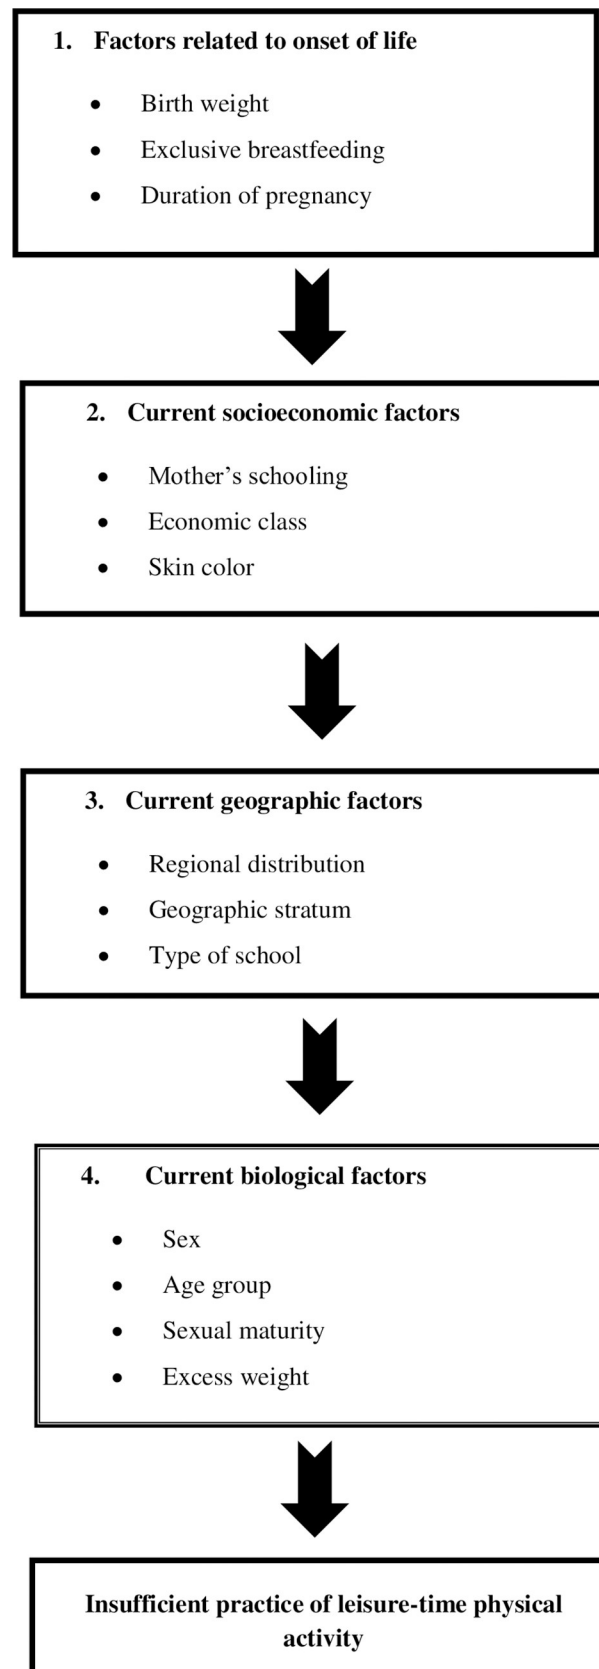 1. Factors related to onset of life
• Birth weight
• Exclusive breastfeeding
• Duration of pregnancy
2. Current socioeconomic factors
• Mother’s schooling
• Economic class
• Skin color
3. Current geographic factors
• Regional distribution
• Geographic stratum
• Type of school
4. Current biological factors
• Sex
• Age group
• Sexual maturity
• Excess weight
Insufficient practice of leisure-time physical
activity